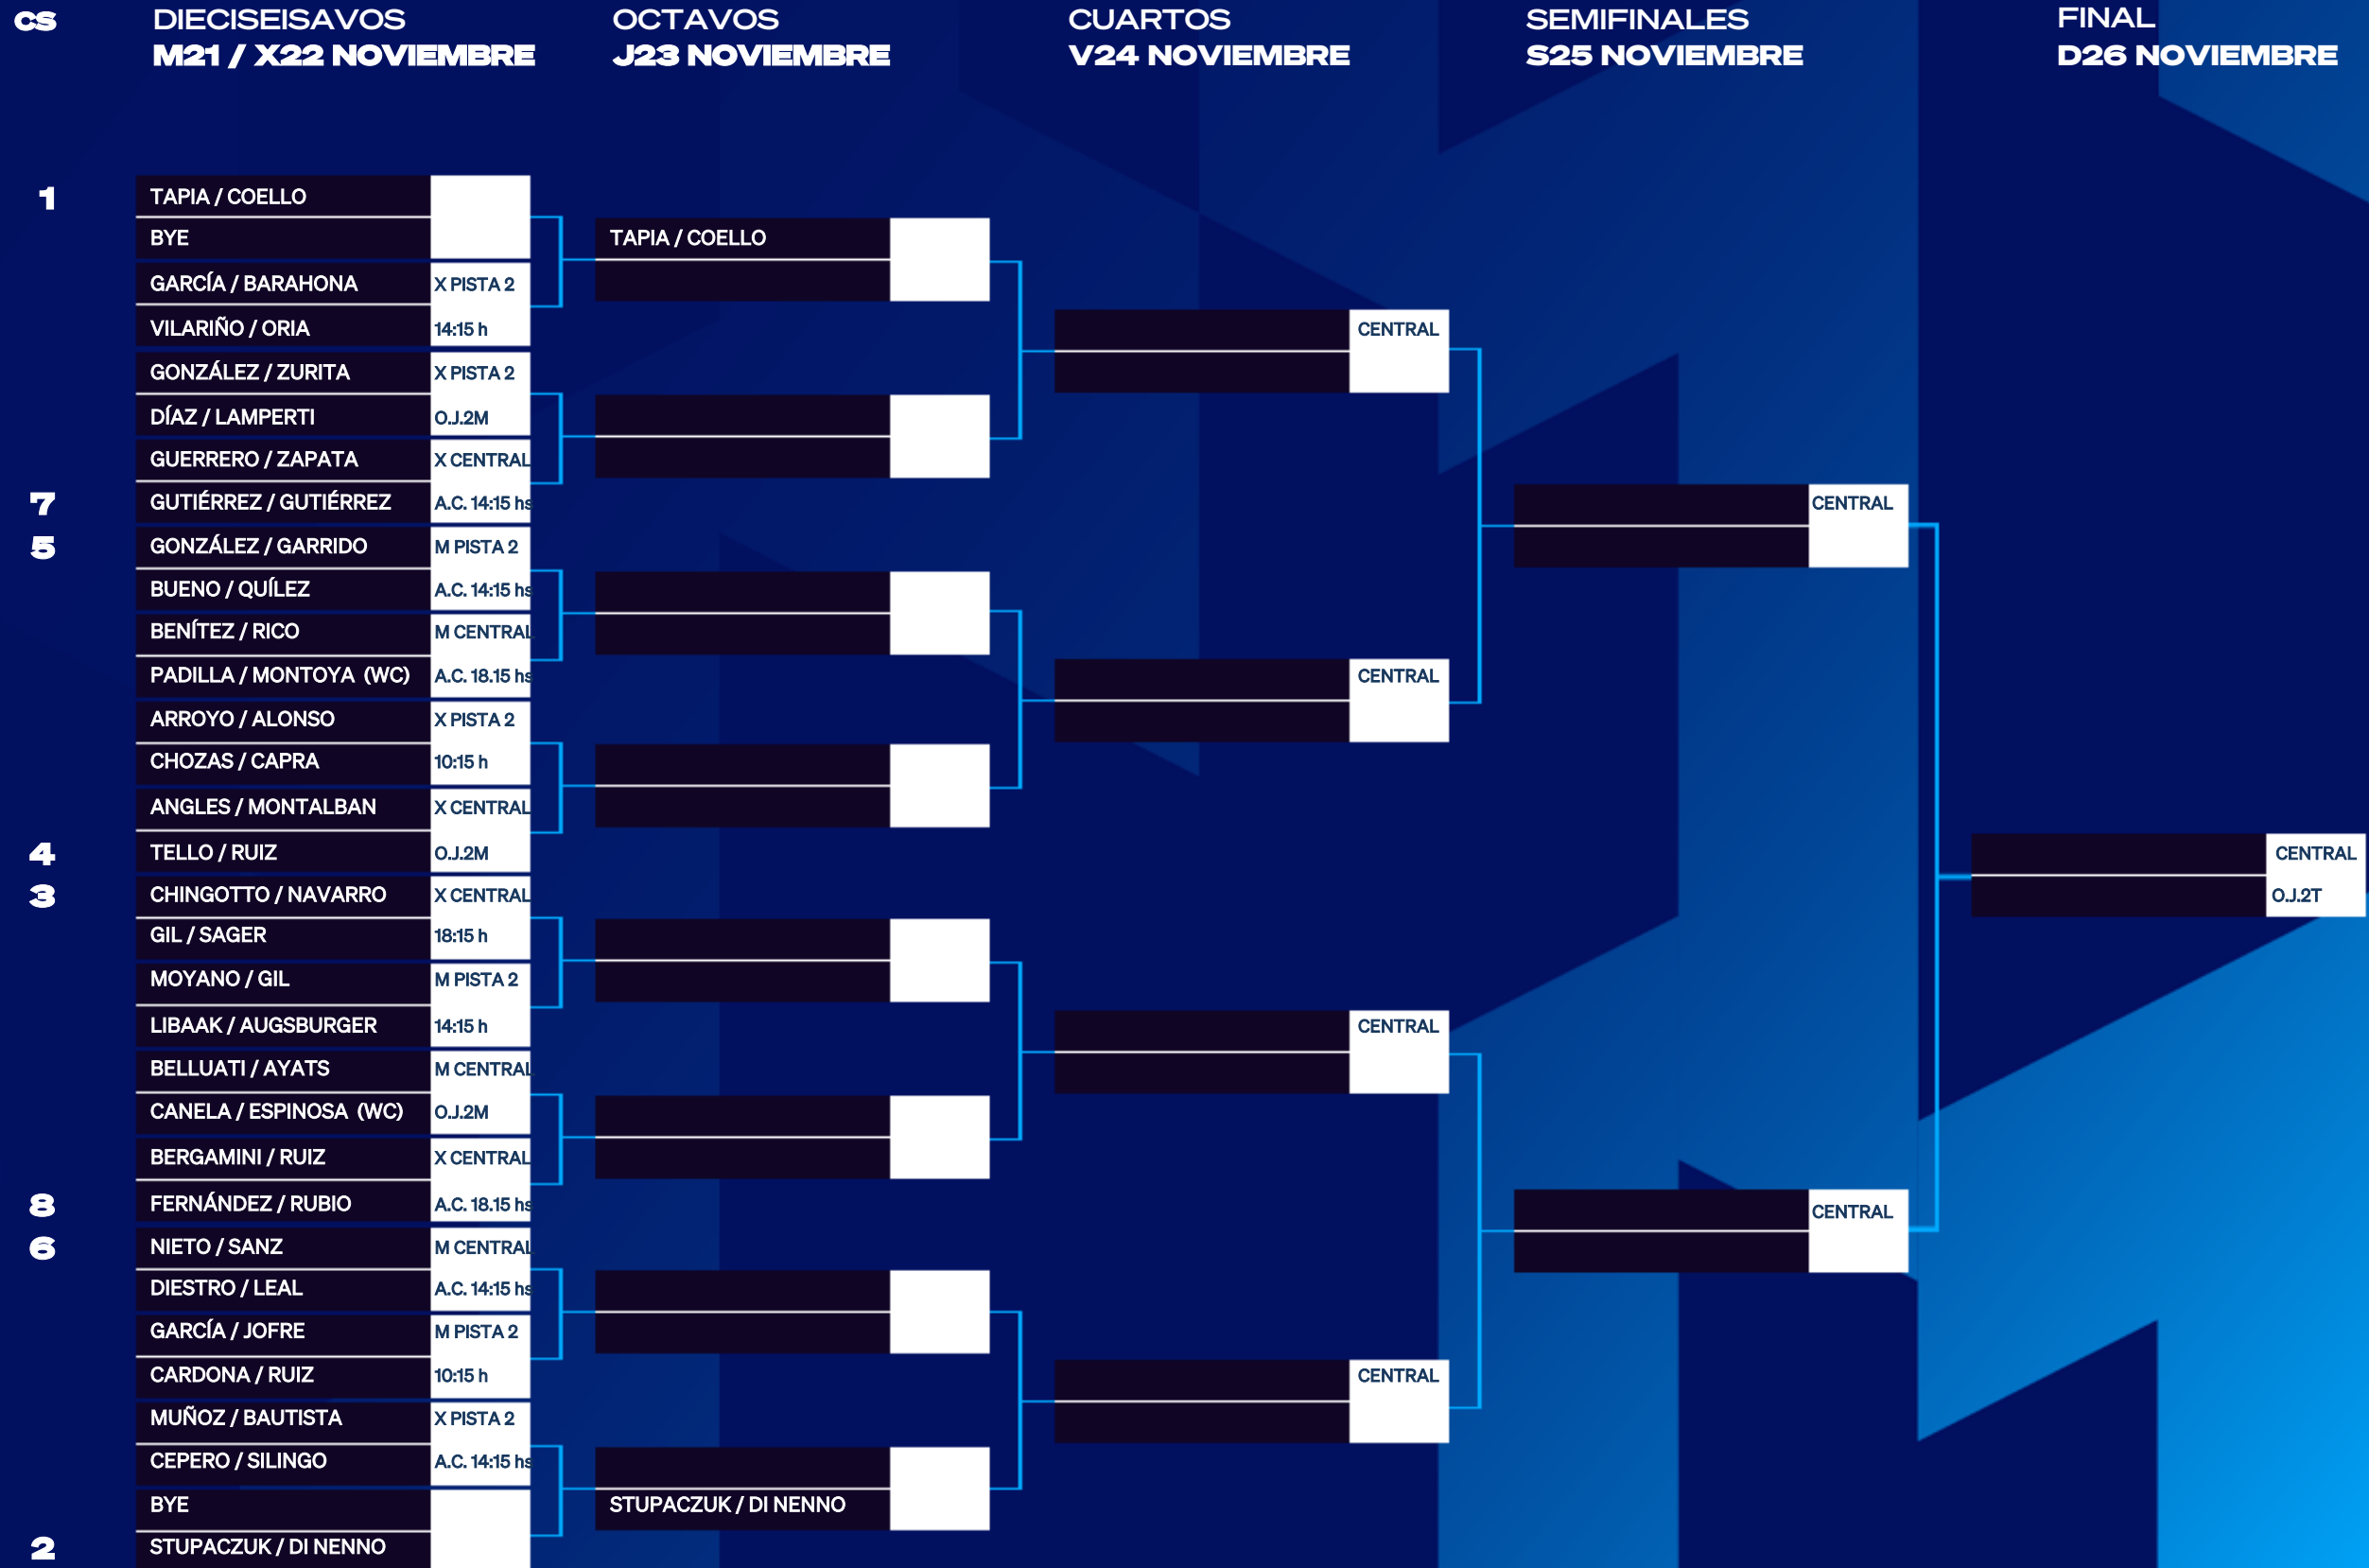 CS
DIECISEISAVOS
M21 / X22 NOVIEMBRE
OCTAVOS
J23 NOVIEMBRE
CUARTOS
V24 NOVIEMBRE
SEMIFINALES
S25 NOVIEMBRE
FINAL
D26 NOVIEMBRE
1
TAPIA / COELLO
BYE
GARCÍA / BARAHONA
X PISTA 2
VILARIÑO / ORIA
14:15 h
GONZÁLEZ / ZURITA
X PISTA 2
DÍAZ / LAMPERTI
O.J.2M
GUERRERO / ZAPATA
X CENTRAL
7
GUTIÉRREZ / GUTIÉRREZ
A.C. 14:15 hs
5
GONZÁLEZ / GARRIDO
M PISTA 2
BUENO / QUÍLEZ
A.C. 14:15 hs
BENÍTEZ / RICO
M CENTRAL
PADILLA / MONTOYA (WC)
A.C. 18.15 hs
ARROYO / ALONSO
X PISTA 2
CHOZAS / CAPRA
10:15 h
ANGLES / MONTALBAN
X CENTRAL
4
TELLO / RUIZ
O.J.2M
3
CHINGOTTO / NAVARRO
X CENTRAL
GIL / SAGER
18:15 h
MOYANO / GIL
M PISTA 2
LIBAAK / AUGSBURGER
14:15 h
BELLUATI / AYATS
M CENTRAL
CANELA / ESPINOSA (WC)
O.J.2M
BERGAMINI / RUIZ
X CENTRAL
8
FERNÁNDEZ / RUBIO
A.C. 18.15 hs
6
NIETO / SANZ
M CENTRAL
DIESTRO / LEAL
A.C. 14:15 hs
GARCÍA / JOFRE
M PISTA 2
CARDONA / RUIZ
10:15 h
MUÑOZ / BAUTISTA
X PISTA 2
CEPERO / SILINGO
A.C. 14:15 hs
BYE
2
STUPACZUK / DI NENNO
TAPIA / COELLO
STUPACZUK / DI NENNO
CENTRAL
CENTRAL
CENTRAL
CENTRAL
CENTRAL
CENTRAL
CENTRAL
O.J.2T